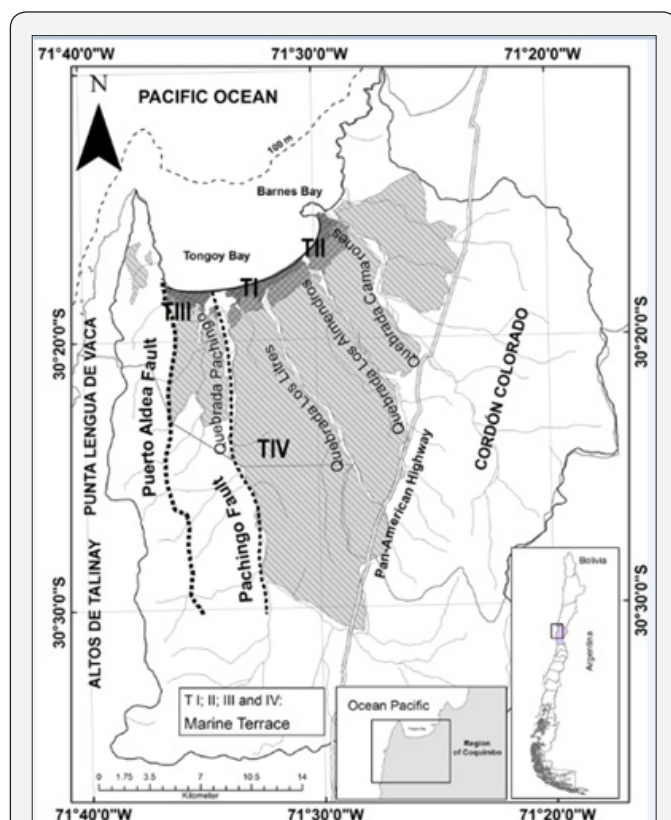 71°40'0"W
71°30'0"W
71°20'0"W
N
PACIFIC OCEAN
100 m
Barnes Bay
Tongoy Bay
TII
TI
TIII
TIV
Quebrada Camarones
Quebrada Los Almendros
Quebrada Los Litres
Quebrada Pachingo
30°20'0"S
30°20'0"S
PUNTA LENGUA DE VACA
Puerto Aldea Fault
Pachingo Fault
CORDÓN COLORADO
Pan-American Highway
ALTOS DE TALINAY
30°30'0"S
30°30'0"S
Bolivia
Argentina
T I; II; III and IV:
Marine Terrace
Ocean Pacific
Region
of Coquimbo
0 1.75 3.5 7 10.5 14
Kilometer
71°40'0"W
71°30'0"W
71°20'0"W